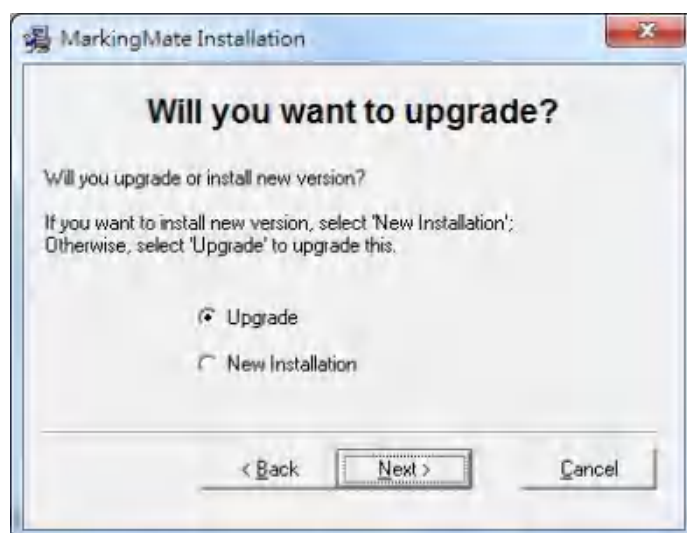 MarkingMate Installation
Will you want to upgrade?
Will you upgrade or install new version?
If you want to install new version, select 'New Installation';
Otherwise, select 'Upgrade' to upgrade this.
Upgrade
New Installation
< Back Next > Cancel